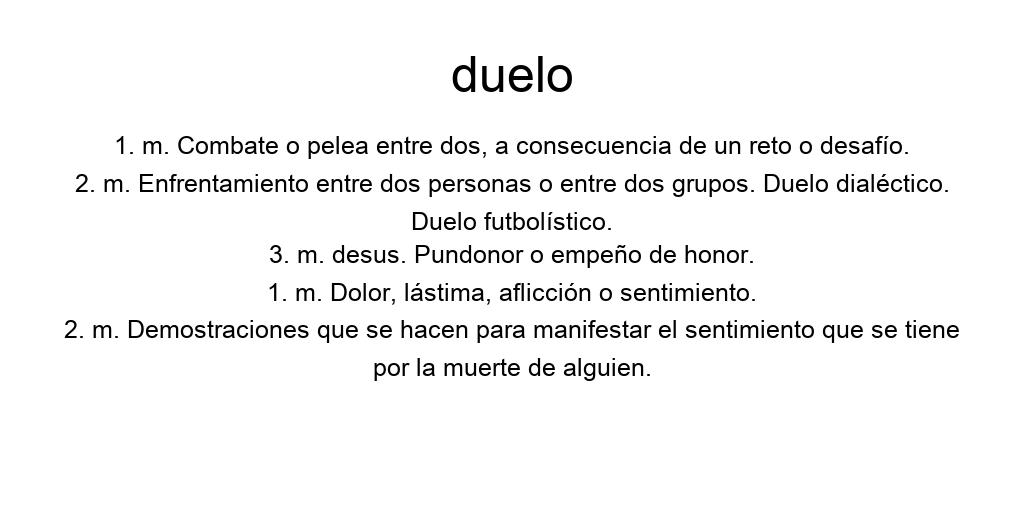 duelo
1. m. Combate o pelea entre dos, a consecuencia de un reto o desafío.
2. m. Enfrentamiento entre dos personas o entre dos grupos. Duelo dialéctico.
Duelo futbolístico.
3. m. desus. Pundonor o empeño de honor.
1. m. Dolor, lástima, aflicción o sentimiento.
2. m. Demostraciones que se hacen para manifestar el sentimiento que se tiene
por la muerte de alguien.